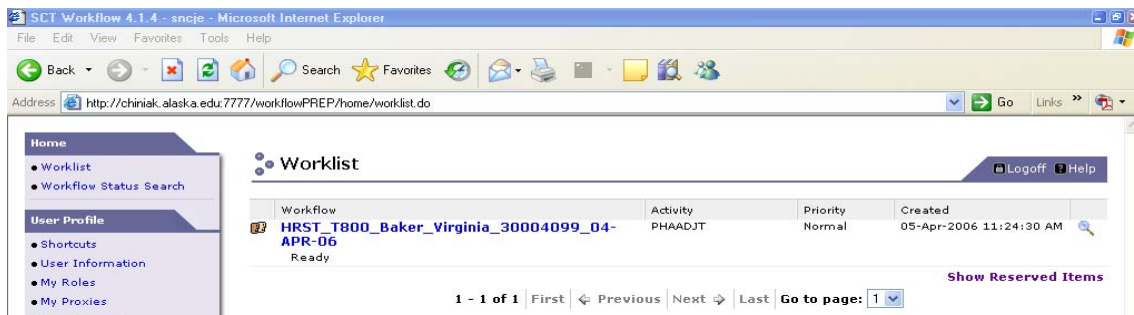 SCT Workflow 4.1.4 - sncje - Microsoft Internet Explorer
File Edit View Favorites Tools Help
Back Search Favorites
Address http://chiniak.alaska.edu:7777/workflowPREP/home/worklist.do Go Links »
Home
Worklist
Workflow Status Search
User Profile
Shortcuts
User Information
My Roles
My Proxies
Worklist
Logoff Help
Workflow Activity Priority Created
HRST_T800_Baker_Virginia_30004099_04- PHAADJT Normal 05-Apr-2006 11:24:30 AM
APR-06
Ready
Show Reserved Items
1 - 1 of 1 First Previous Next Last Go to page: 1